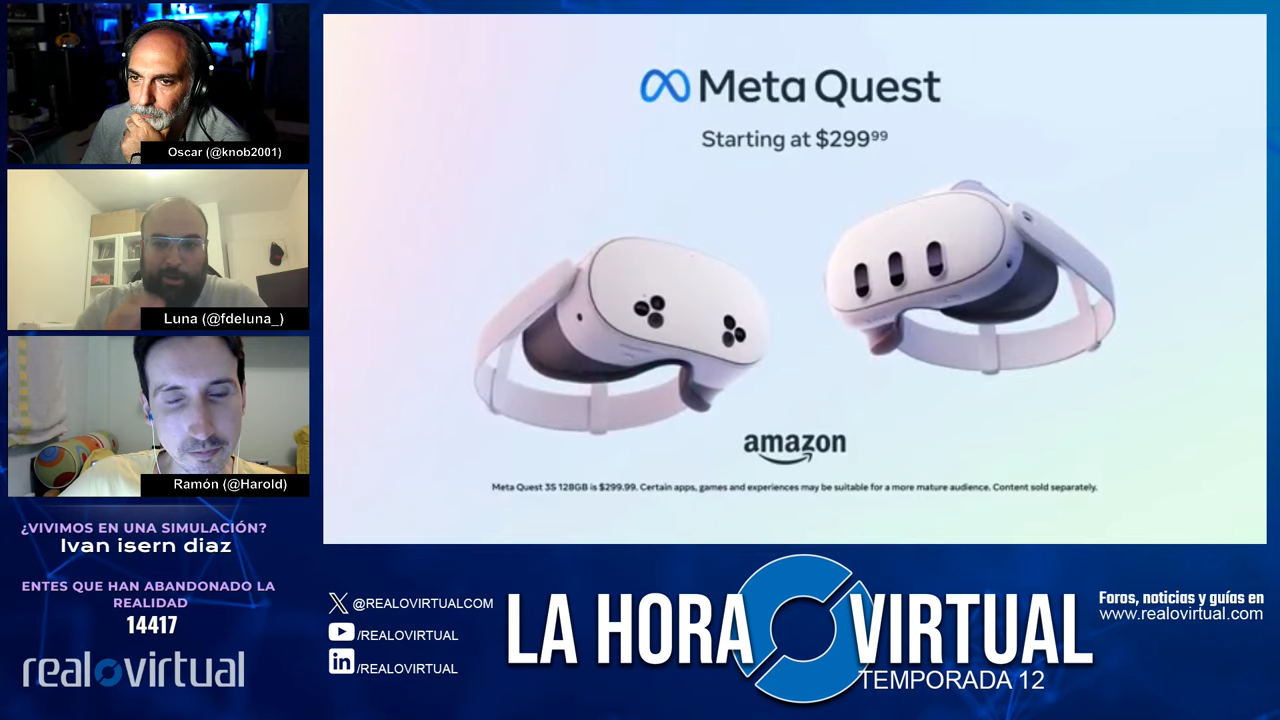 Oscar (@knob2001)
Luna (@fdeluna_)
Ramón (@Harold)
¿VIVIMOS EN UNA SIMULACIÓN?
Ivan isern diaz
ENTES QUE HAN ABANDONADO LA
REALIDAD
14417
realovirtual
Meta Quest
Starting at $299⁹⁹
amazon
Meta Quest 3S 128GB is $299.99. Certain apps, games and experiences may be suitable for a more mature audience. Content sold separately.
@REALOVIRTUALCOM
/REALOVIRTUAL
/REALOVIRTUAL
LA HORA VIRTUAL
TEMPORADA 12
Foros, noticias y guías en
www.realovirtual.com